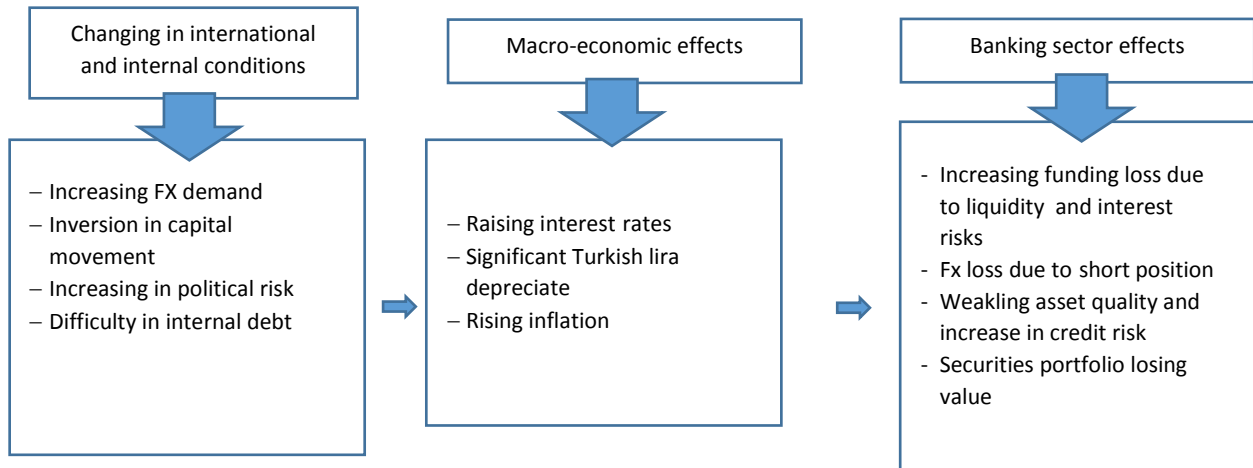 Changing in international
and internal conditions
– Increasing FX demand
– Inversion in capital
movement
– Increasing in political risk
– Difficulty in internal debt
Macro-economic effects
– Raising interest rates
– Significant Turkish lira
depreciate
– Rising inflation
Banking sector effects
- Increasing funding loss due
to liquidity and interest
risks
- Fx loss due to short position
- Weakling asset quality and
increase in credit risk
- Securities portfolio losing
value